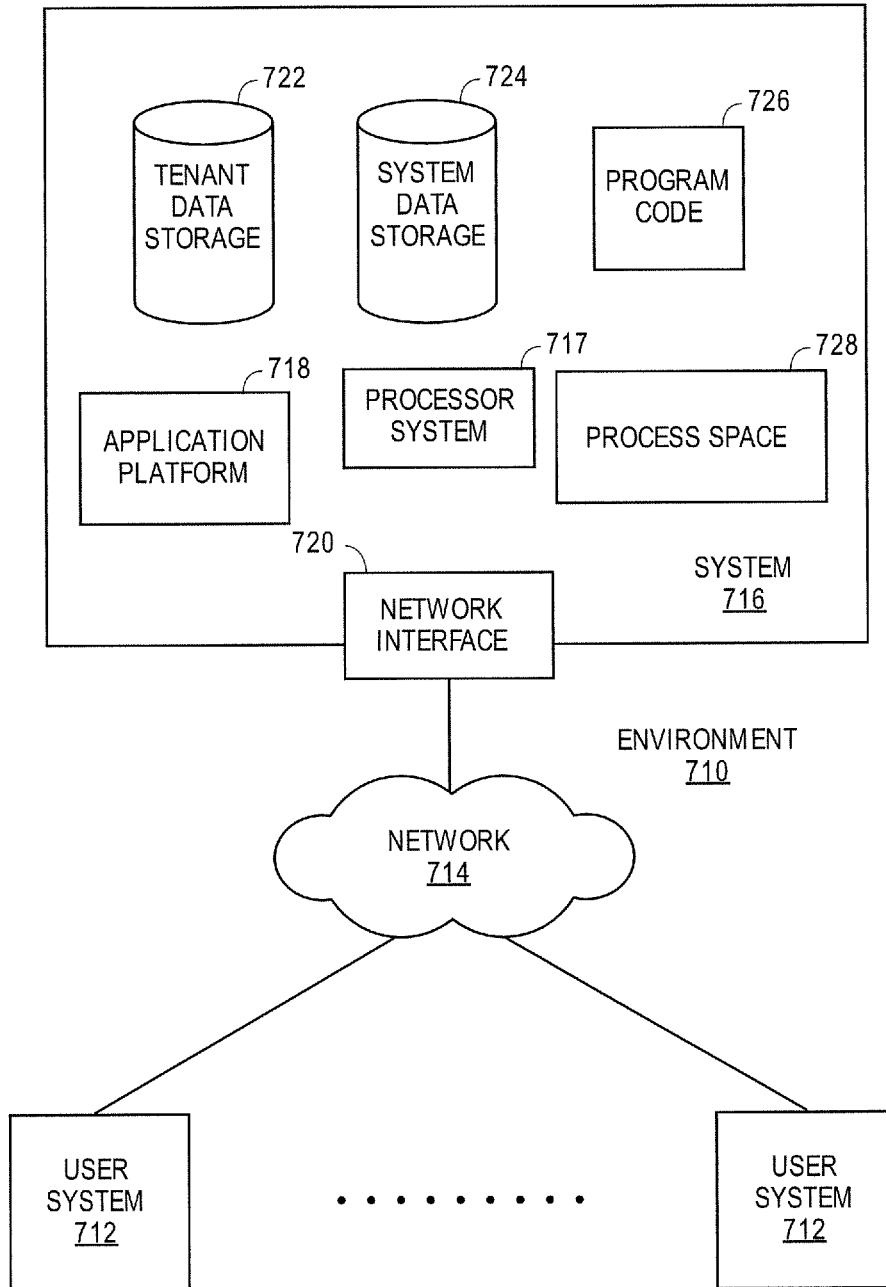 722
724
726
TENANT
DATA
STORAGE
SYSTEM
DATA
STORAGE
PROGRAM
CODE
718
717
728
APPLICATION
PLATFORM
PROCESSOR
SYSTEM
PROCESS SPACE
720
NETWORK
INTERFACE
SYSTEM
716
ENVIRONMENT
710
NETWORK
714
USER
SYSTEM
712
USER
SYSTEM
712